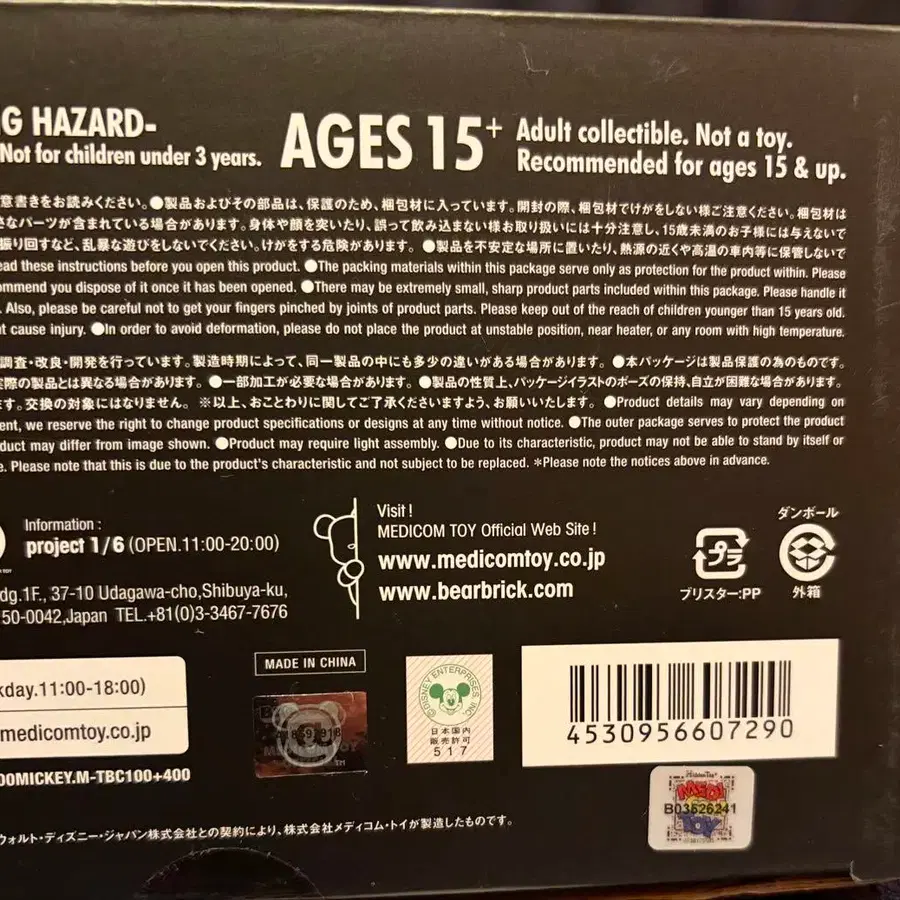 G HAZARD-
Not for children under 3 years.
AGES 15+
Adult collectible. Not a toy.
Recommended for ages 15 & up.
意書きをお読みください。●製品およびその部品は、保護のため、梱包材に入っています。開封の際、梱包材でけがをしない様ご注意ください。梱包材は
さなパーツが含まれている場合があります。身体や顔を突いたり、誤って飲み込まない様お取り扱いには十分注意し、15歳未満のお子様には与えないで
振り回すなど、乱暴な遊びをしないでください。けがをする危険があります。●製品を不安定な場所に置いたり、熱源の近くや高温の車内等に保管しないで
ead these instructions before you open this product. ●The packing materials within this package serve only as protection for the product within. Please
ommend you dispose of it once it has been opened. ●There may be extremely small, sharp product parts included within this package. Please handle it
. Also, please be careful not to get your fingers pinched by joints of product parts. Please keep out of the reach of children younger than 15 years old.
t cause injury. ●In order to avoid deformation, please do not place the product at unstable position, near heater, or any room with high temperature.
調査・改良・開発を行っています。製造時期によって、同一製品の中にも多少の違いがある場合があります。●本パッケージは製品保護の為のものです。
実際の製品とは異なる場合があります。●一部加工が必要な場合があります。●製品の性質上、パッケージイラストのポーズの保持、自立が困難な場合があります。
ます。交換の対象にはなりません。※以上、おことわりに関してご了承くださいますよう、お願いいたします。●Product details may vary depending on
ent, we reserve the right to change product specifications or designs at any time without notice. ●The outer package serves to protect the product
duct may differ from image shown. ●Product may require light assembly. ●Due to its characteristic, product may not be able to stand by itself or
e. Please note that this is due to the product's characteristic and not subject to be replaced. *Please note the notices above in advance.
Information :
project 1/6 (OPEN.11:00-20:00)
dg.1F., 37-10 Udagawa-cho,Shibuya-ku,
50-0042,Japan TEL.+81(0)3-3467-7676
Visit !
MEDICOM TOY Official Web Site !
www.medicomtoy.co.jp
www.bearbrick.com
プラ
ブリスター:PP
ダンボール
外箱
kday.11:00-18:00)
medicomtoy.co.jp
00MICKEY.M-TBC100+400
MADE IN CHINA
MEDICOM TOY
TM
© DISNEY ENTERPRISES INC.
日本国内
販売許可
517
4530956607290
MEDI
B03526241
TOY
ウォルト・ディズニー・ジャパン株式会社との契約により、株式会社メディコム・トイが製造したものです。